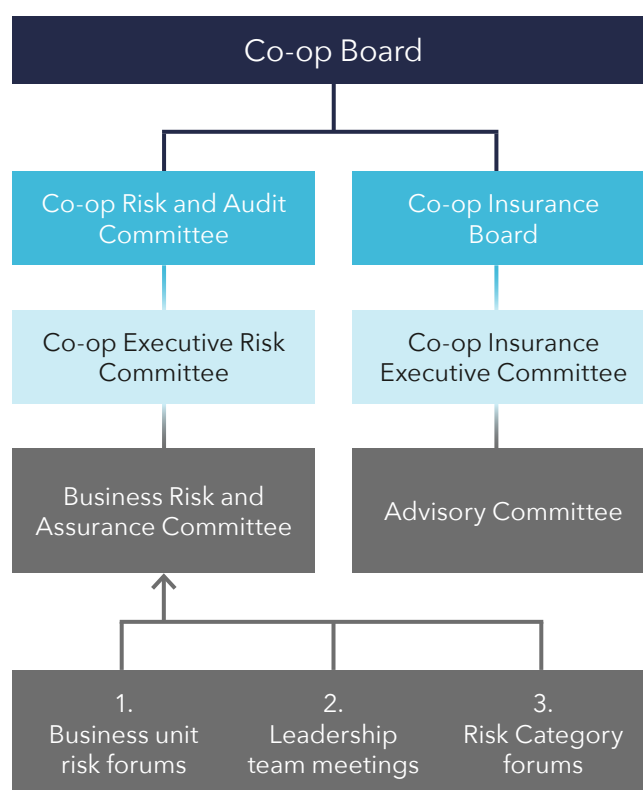 Co-op Board
Co-op Risk and Audit
Committee
Co-op Insurance
Board
Co-op Executive Risk
Committee
Co-op Insurance
Executive Committee
Business Risk and
Assurance Committee
Advisory Committee
1.
Business unit
risk forums
2.
Leadership
team meetings
3.
Risk Category
forums